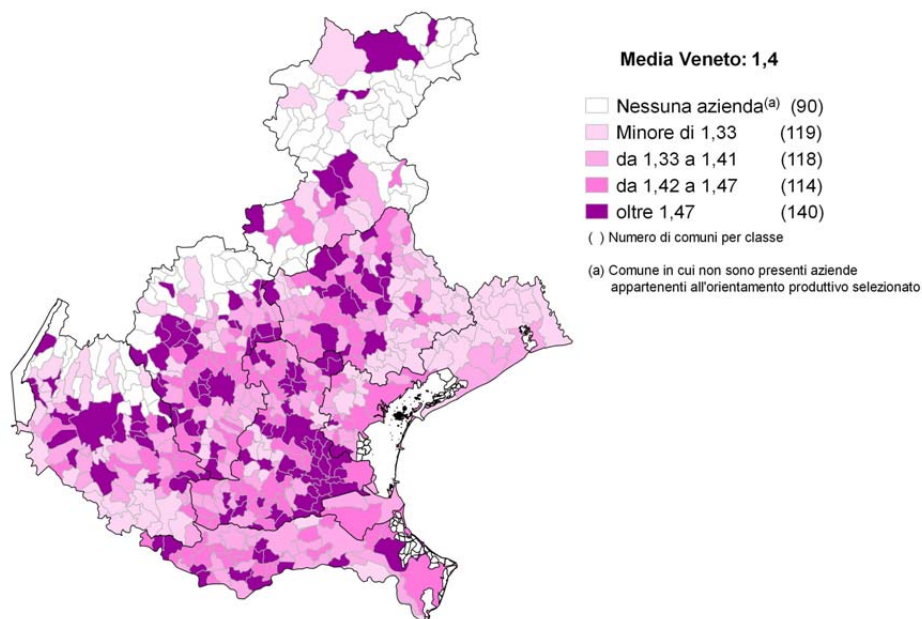 Media Veneto: 1,4
Nessuna azienda(a) (90)
Minore di 1,33 (119)
da 1,33 a 1,41 (118)
da 1,42 a 1,47 (114)
oltre 1,47 (140)
( ) Numero di comuni per classe
(a) Comune in cui non sono presenti aziende
appartenenti all'orientamento produttivo selezionato